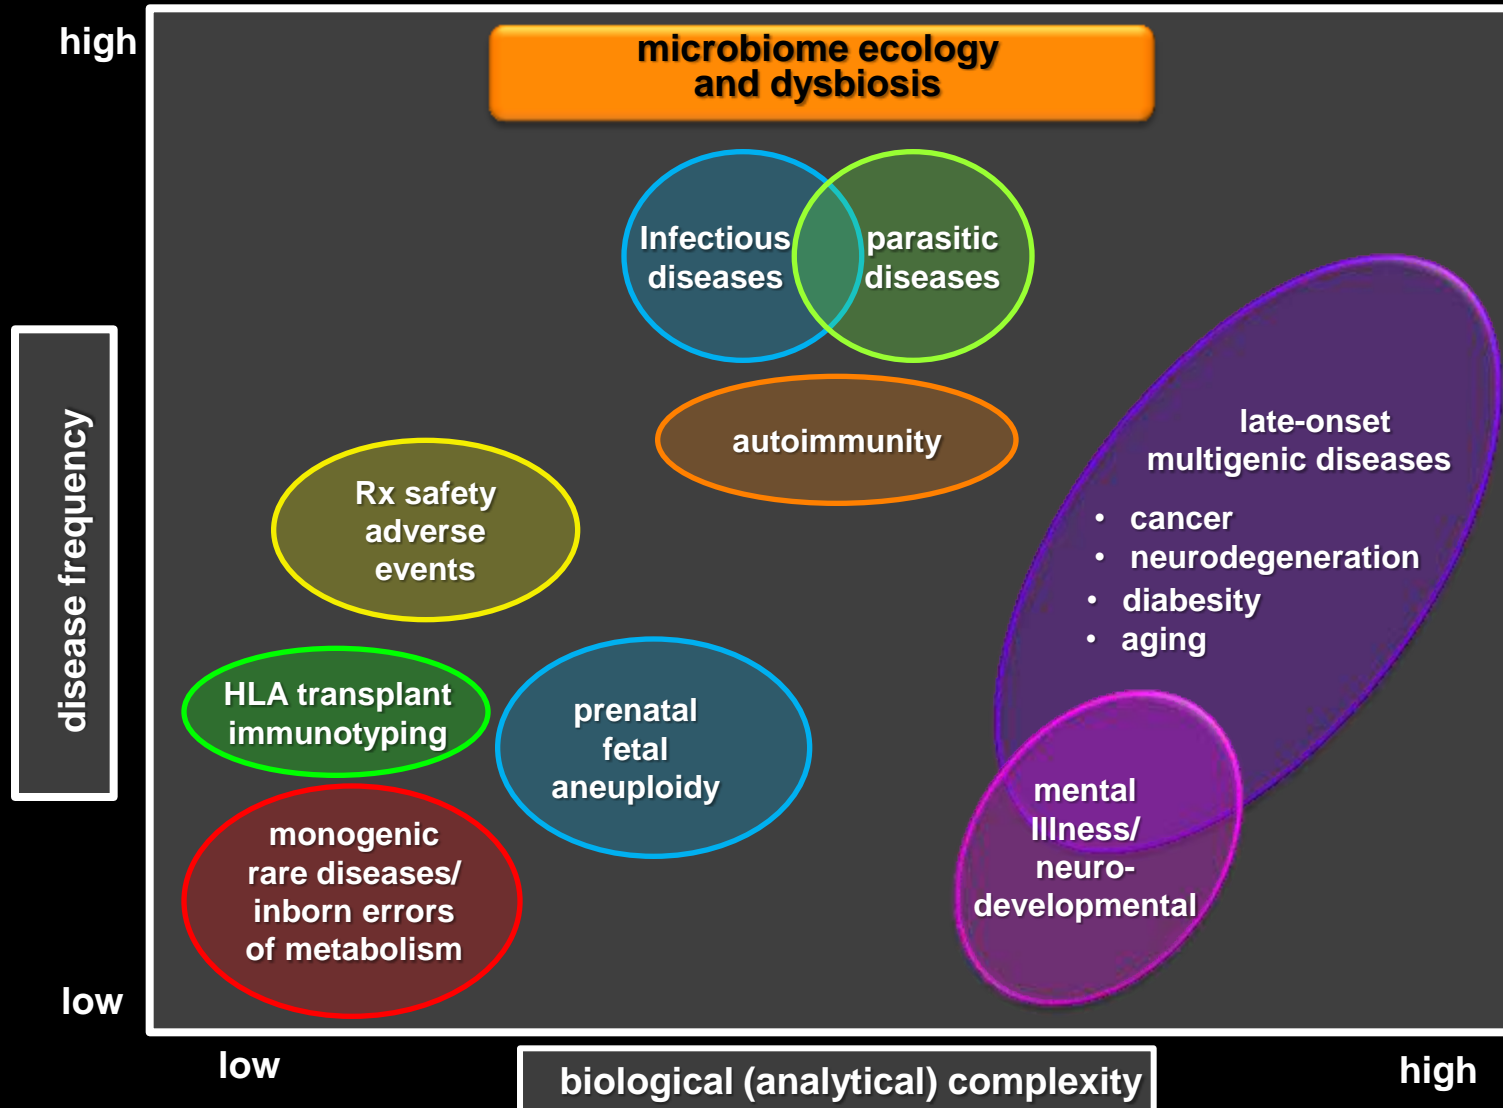 high
microbiome ecology
and dysbiosis
Infectious
diseases
parasitic
diseases
autoimmunity
late-onset
multigenic diseases
• cancer
• neurodegeneration
• diabesity
• aging
Rx safety
adverse
events
disease frequency
HLA transplant
immunotyping
prenatal
fetal
aneuploidy
mental
Illness/
neuro-
developmental
monogenic
rare diseases/
inborn errors
of metabolism
low
low
biological (analytical) complexity
high